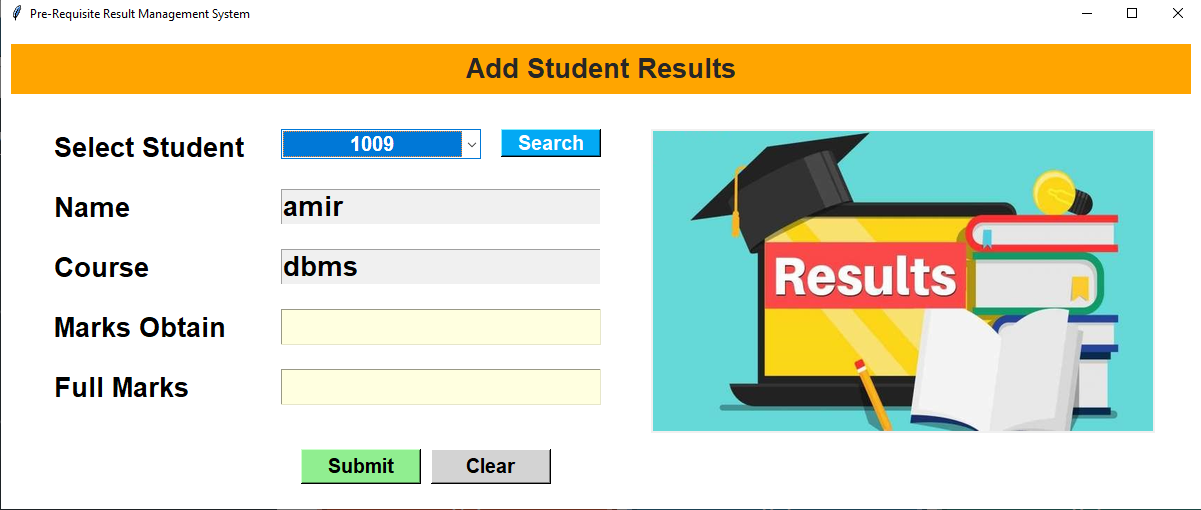 Pre-Requisite Result Management System
Add Student Results
Select Student 1009 Search
Name amir
Course dbms
Marks Obtain
Full Marks
Results
Submit Clear